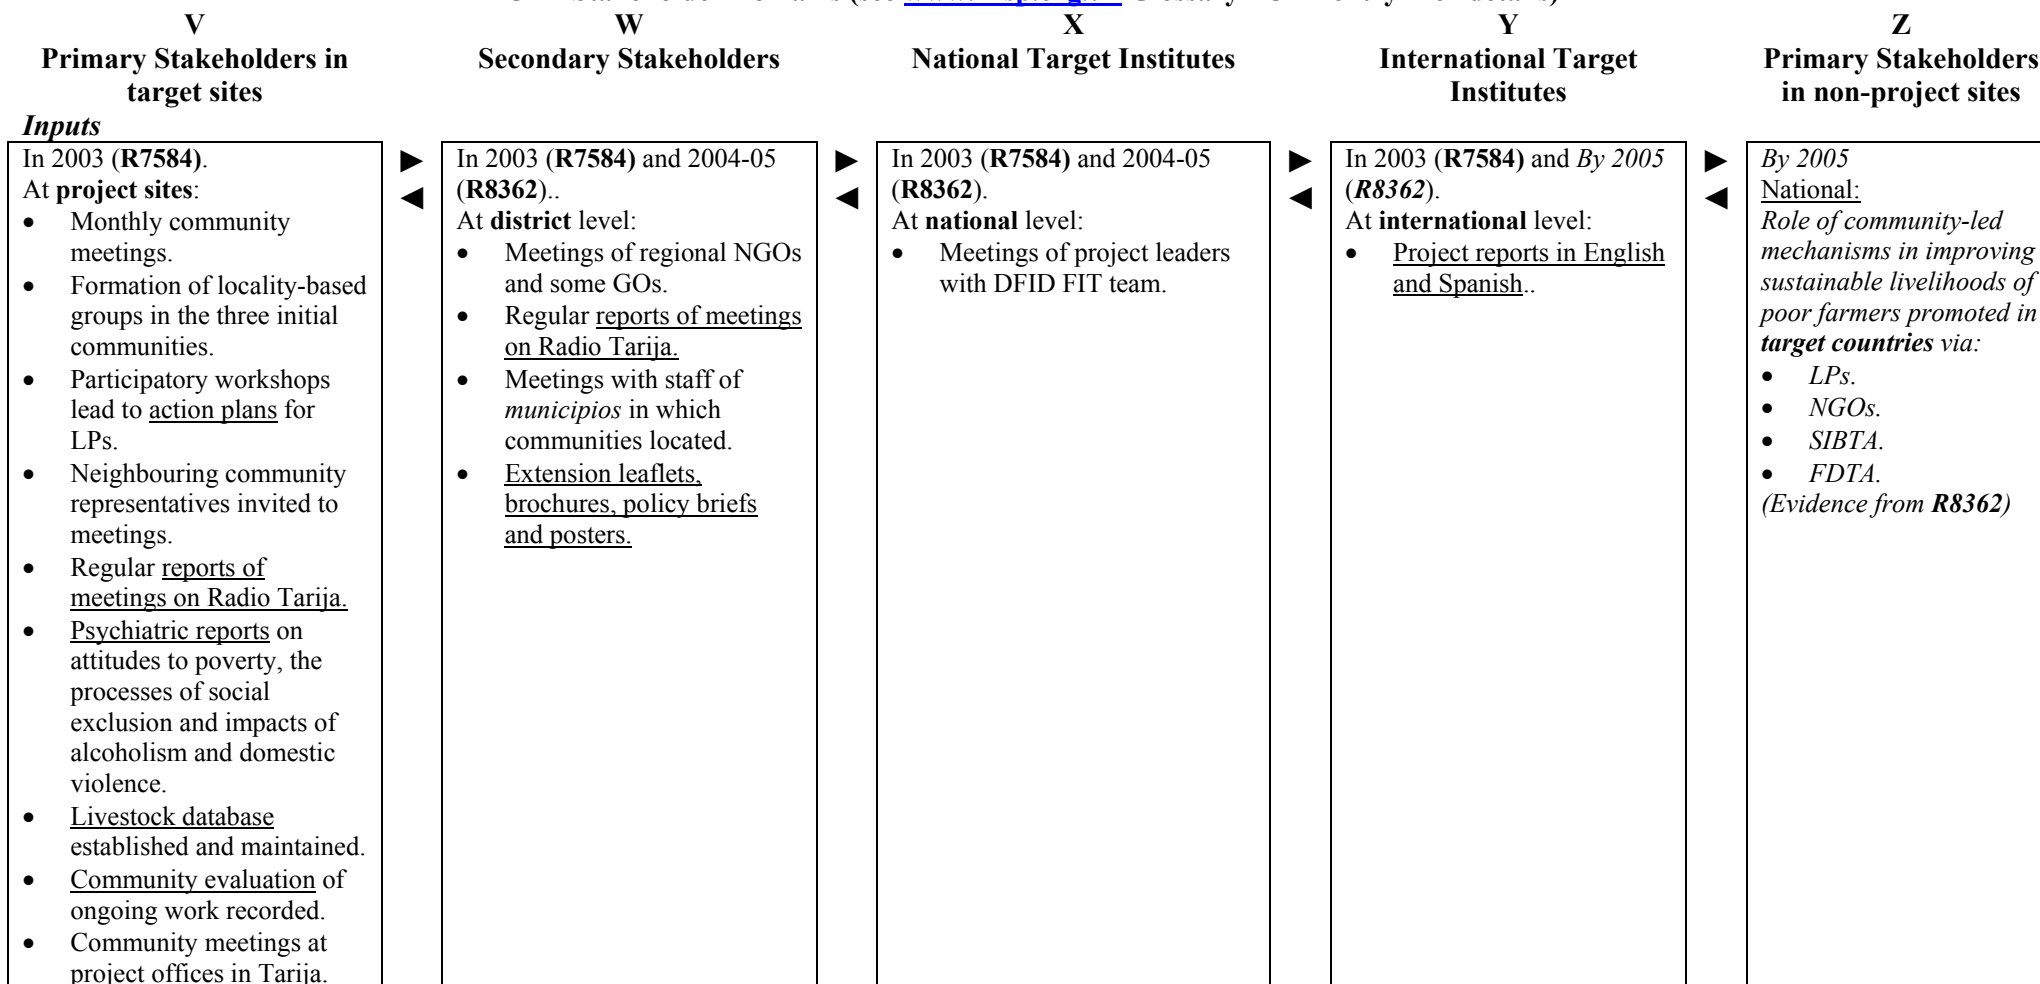 V
Primary Stakeholders in
target sites
W
Secondary Stakeholders
X
National Target Institutes
Y
International Target
Institutes
Z
Primary Stakeholders
in non-project sites
Inputs
In 2003 (R7584).
At project sites:
• Monthly community
meetings.
• Formation of locality-based
groups in the three initial
communities.
• Participatory workshops
lead to action plans for
LPs.
• Neighbouring community
representatives invited to
meetings.
• Regular reports of
meetings on Radio Tarija.
• Psychiatric reports on
attitudes to poverty, the
processes of social
exclusion and impacts of
alcoholism and domestic
violence.
• Livestock database
established and maintained.
• Community evaluation of
ongoing work recorded.
• Community meetings at
project offices in Tarija.
► ◄
In 2003 (R7584) and 2004-05
(R8362)..
At district level:
• Meetings of regional NGOs
and some GOs.
• Regular reports of meetings
on Radio Tarija.
• Meetings with staff of
municipios in which
communities located.
• Extension leaflets,
brochures, policy briefs
and posters.
► ◄
In 2003 (R7584) and 2004-05
(R8362).
At national level:
• Meetings of project leaders
with DFID FIT team.
► ◄
In 2003 (R7584) and By 2005
(R8362).
At international level:
• Project reports in English
and Spanish..
► ◄
By 2005
National:
Role of community-led
mechanisms in improving
sustainable livelihoods of
poor farmers promoted in
target countries via:
• LPs.
• NGOs.
• SIBTA.
• FDTA.
(Evidence from R8362)